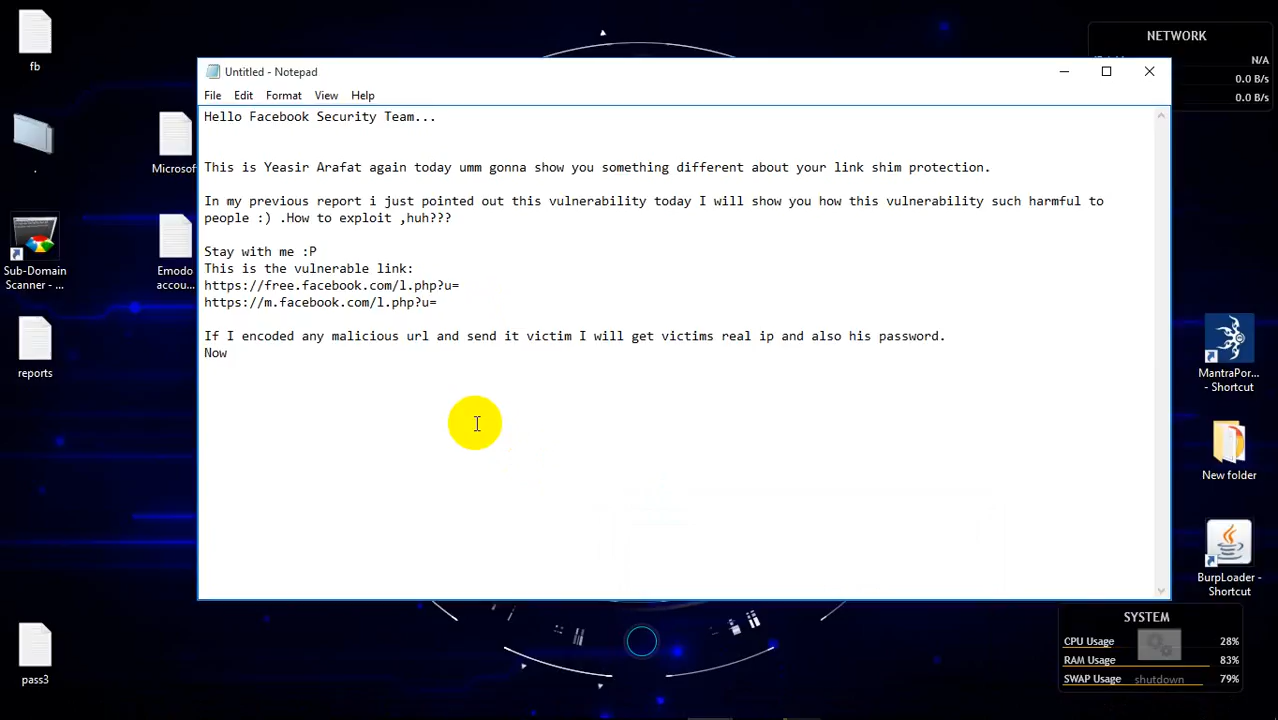 fb
.
Sub-Domain
Scanner - ...
reports
pass3
Microsof
Emodo
accou...
Untitled - Notepad
File Edit Format View Help
Hello Facebook Security Team...
This is Yeasir Arafat again today umm gonna show you something different about your link shim protection.
In my previous report i just pointed out this vulnerability today I will show you how this vulnerability such harmful to
people :) .How to exploit ,huh???
Stay with me :P
This is the vulnerable link:
https://free.facebook.com/l.php?u=
https://m.facebook.com/l.php?u=
If I encoded any malicious url and send it victim I will get victims real ip and also his password.
Now
NETWORK
N/A
0.0 B/s
0.0 B/s
MantraPor...
- Shortcut
New folder
BurpLoader -
Shortcut
SYSTEM
CPU Usage 28%
RAM Usage 83%
SWAP Usage shutdown 79%